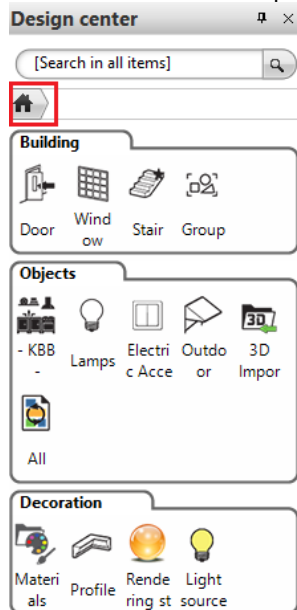 Design center
[Search in all items]
Building
Door
Wind
ow
Stair
Group
Objects
- KBB
-
Lamps
Electri
c Acce
Outdo
or
3D
Impor
All
Decoration
Materi
als
Profile
Rende
ring st
Light
source